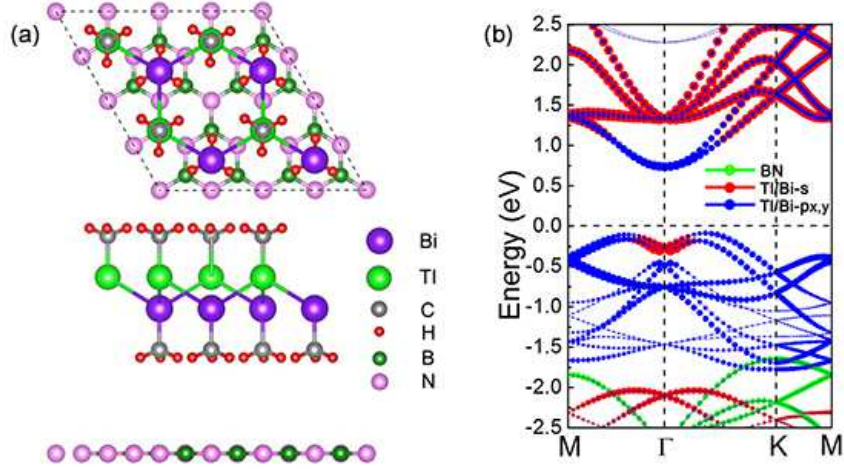 (a)
Bi
Tl
C
H
B
N
(b)
Energy (eV)
2.5
2.0
1.5
1.0
0.5
0.0
-0.5
-1.0
-1.5
-2.0
-2.5
BN
Tl/Bi-s
Tl/Bi-px,y
M
Γ
K
M